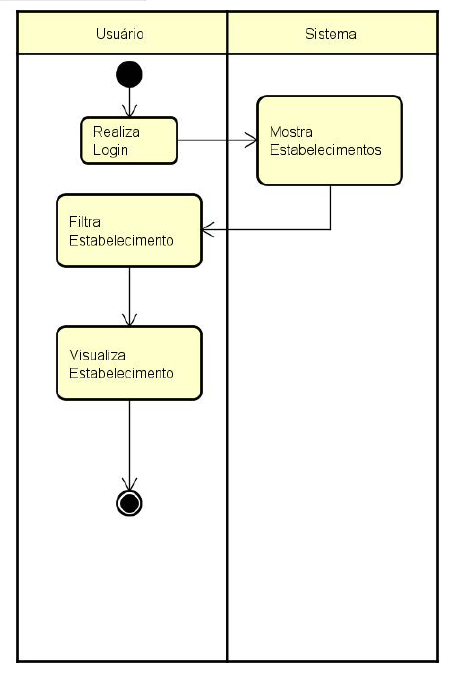 Usuário
Sistema
Realiza
Login
Mostra
Estabelecimentos
Filtra
Estabelecimento
Visualiza
Estabelecimento